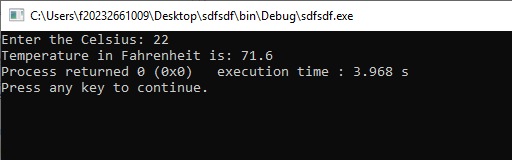 C:\Users\f20232661009\Desktop\sdfsdf\bin\Debug\sdfsdf.exe
Enter the Celsius: 22
Temperature in Fahrenheit is: 71.6
Process returned 0 (0x0)   execution time : 3.968 s
Press any key to continue.